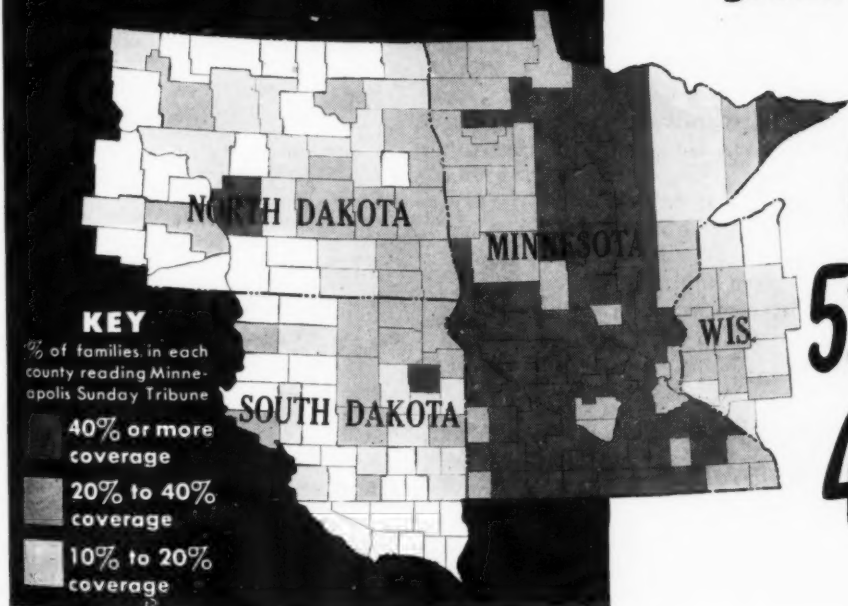 NORTH DAKOTA
MINNESOTA
WIS.
SOUTH DAKOTA
KEY
% of families in each
county reading Minne-
apolis Sunday Tribune
40% or more
coverage
20% to 40%
coverage
10% to 20%
coverage
5